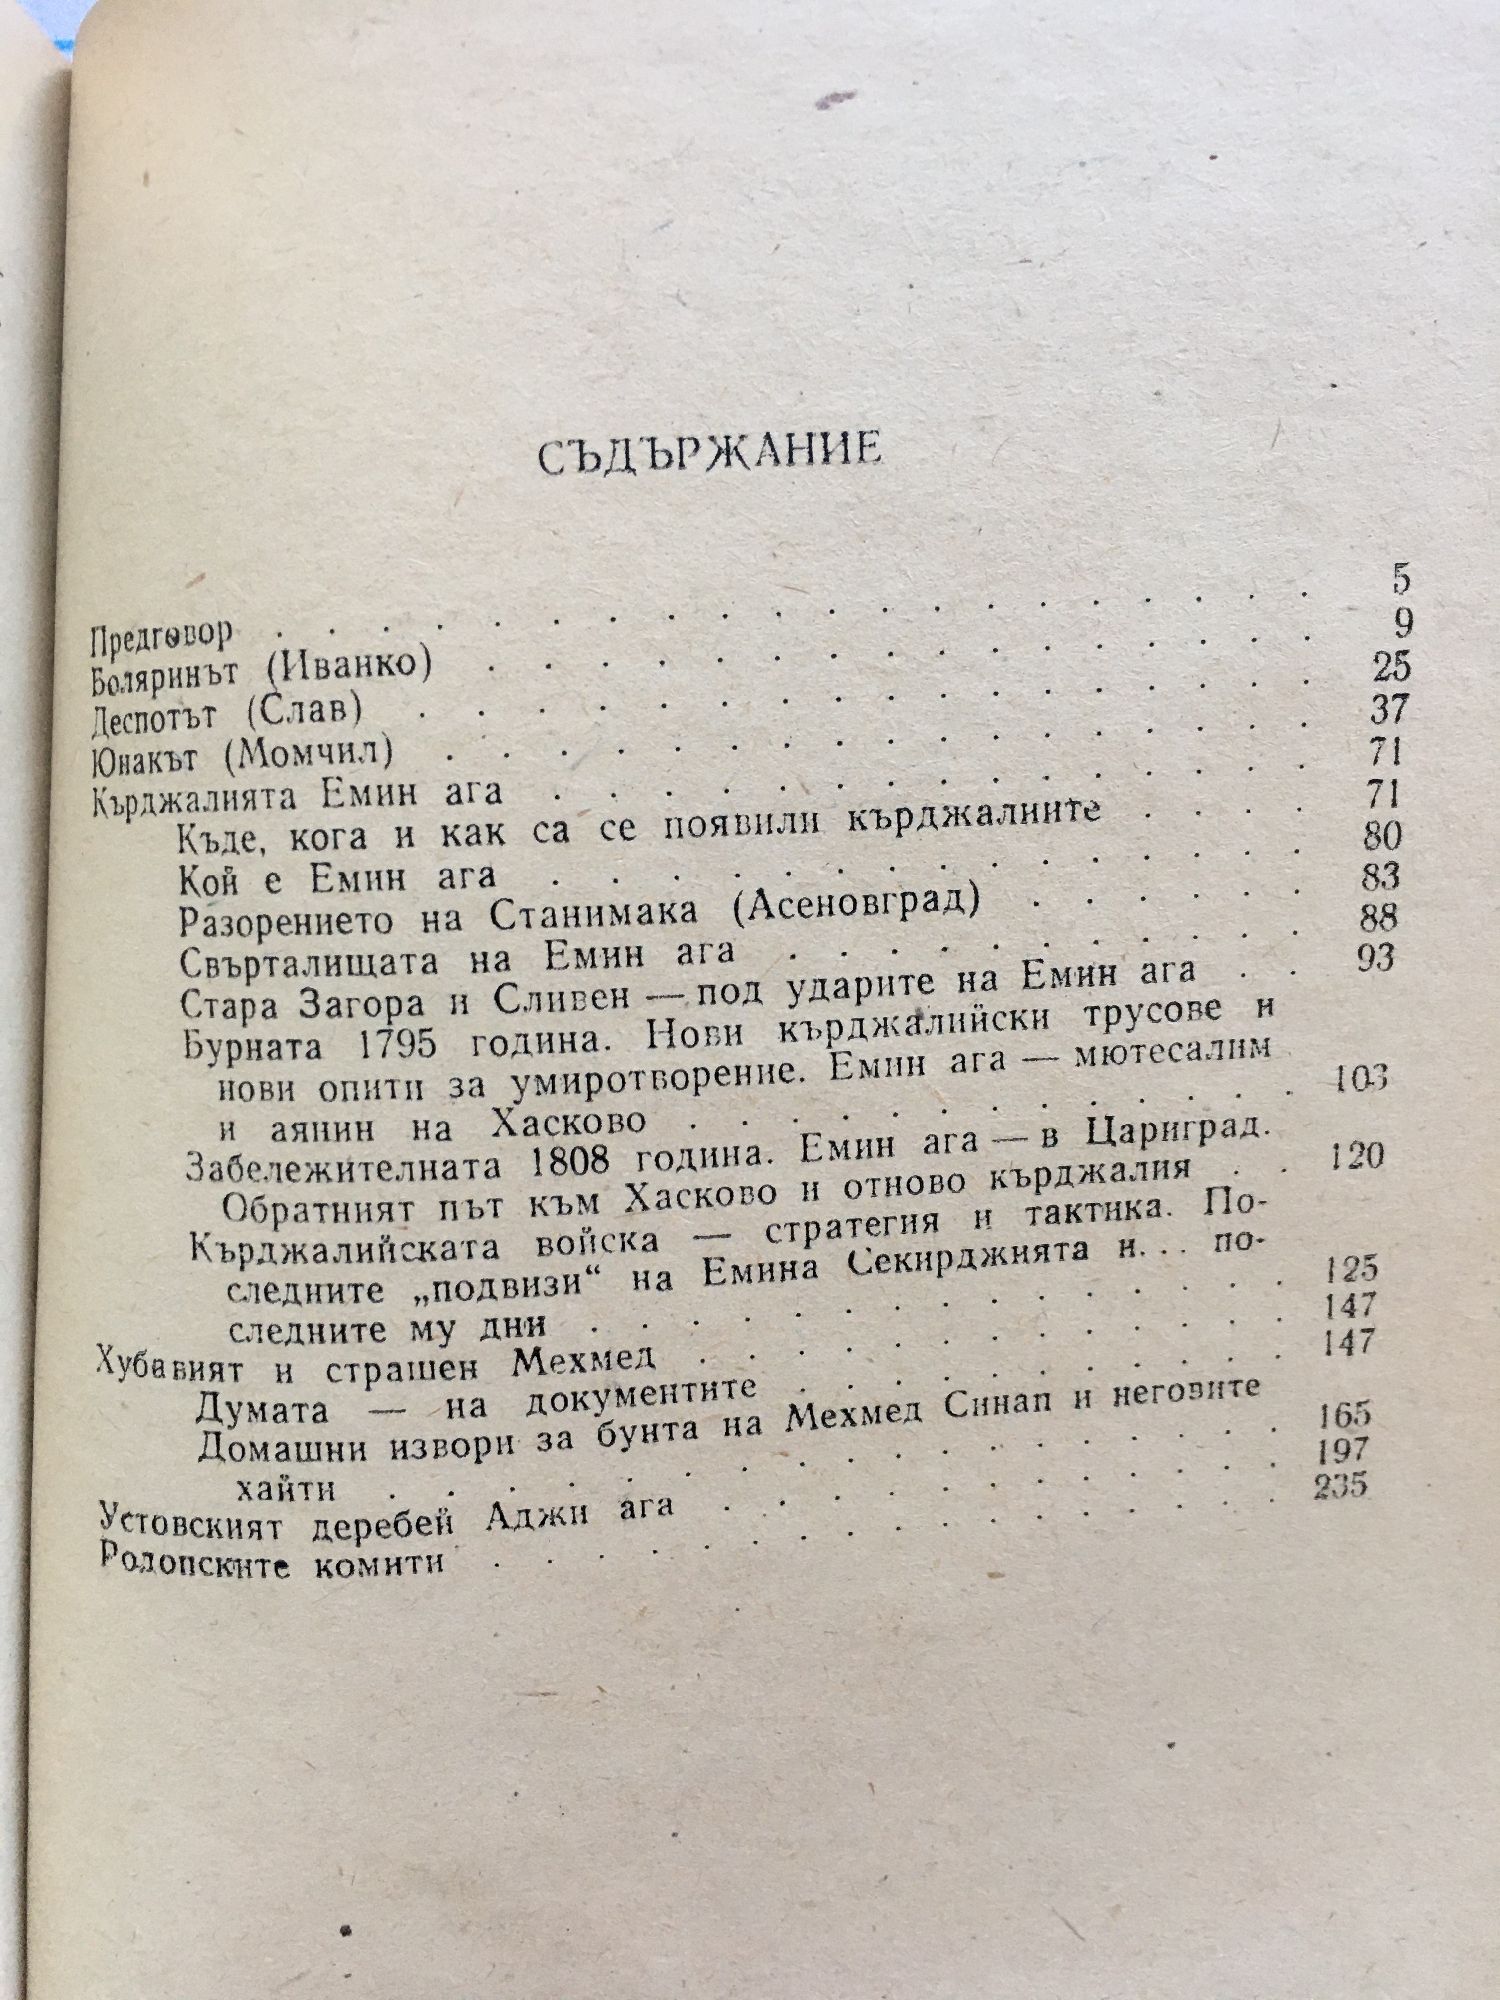 СЪДЪРЖАНИЕ
Предговор . . . . . . . . . . . . . . . . . . . 5
Боляринът (Иванко) . . . . . . . . . . . . . . . 9
Деспотът (Слав) . . . . . . . . . . . . . . . . 25
Юнакът (Момчил) . . . . . . . . . . . . . . . . 37
Кърджалията Емин ага . . . . . . . . . . . . . . 71
Къде, кога и как са се появили кърджалиите . . . . 71
Кой е Емин ага . . . . . . . . . . . . . . 80
Разорението на Станимака (Асеновград) . . . . . . 83
Свърталищата на Емин ага . . . . . . . . . . 88
Стара Загора и Сливен — под ударите на Емин ага . . 93
Бурната 1795 година. Нови кърджалийски трусове и
нови опити за умиротворение. Емин ага — мютесалим
и аянин на Хасково . . . . . . . . . . . . 103
Забележителната 1808 година. Емин ага — в Цариград.
Обратният път към Хасково и отново кърджалия . . 120
Кърджалийската войска — стратегия и тактика. По-
следните „подвизи“ на Емина Секирджията и... по-
следните му дни . . . . . . . . . . . . . 125
Хубавият и страшен Мехмед . . . . . . . . . . . 147
Думата — на документите . . . . . . . . . . 147
Домашни извори за бунта на Мехмед Синап и неговите
хайти . . . . . . . . . . . . . . . . 165
Устовският деребей Аджи ага . . . . . . . . . . 197
Родопските комити . . . . . . . . . . . . . . 235